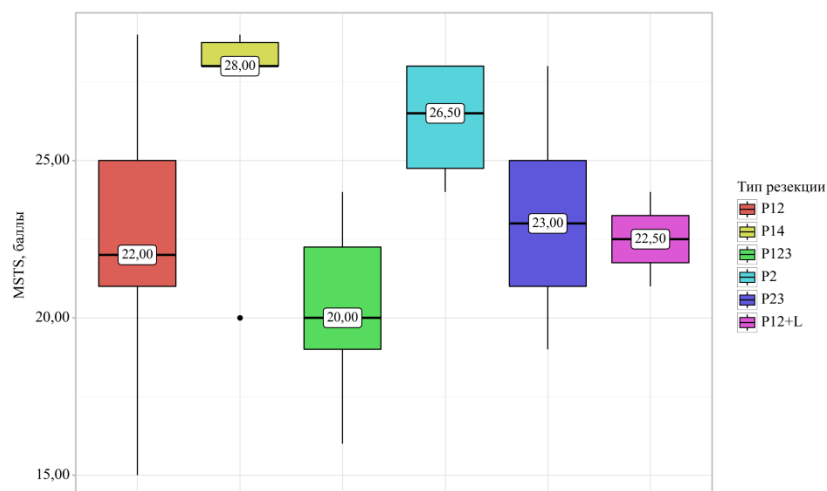 MSTS, баллы
25,00
20,00
15,00
22,00
28,00
20,00
26,50
23,00
22,50
Тип резекции
P12
P14
P123
P2
P23
P12+L